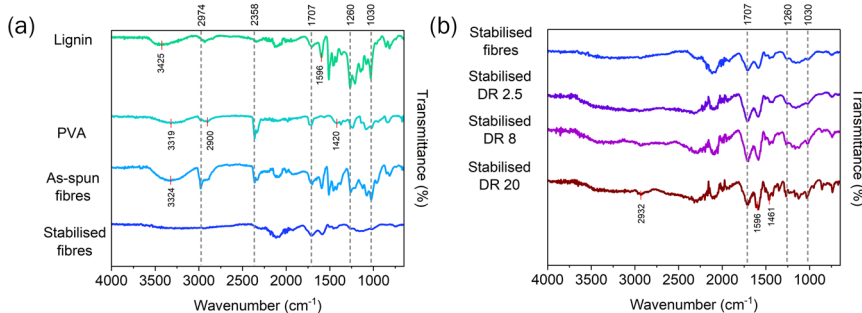 (a)
2974
2358
1707
1260
1030
Lignin
3425
1596
PVA
3319
2900
1420
As-spun
fibres
3324
Stabilised
fibres
Transmittance (%)
4000
3500
3000
2500
2000
1500
1000
Wavenumber (cm⁻¹)
(b)
1707
1260
1030
Stabilised
fibres
Stabilised
DR 2.5
Stabilised
DR 8
Stabilised
DR 20
2932
1596
1461
Transmittance (%)
4000
3500
3000
2500
2000
1500
1000
Wavenumber (cm⁻¹)